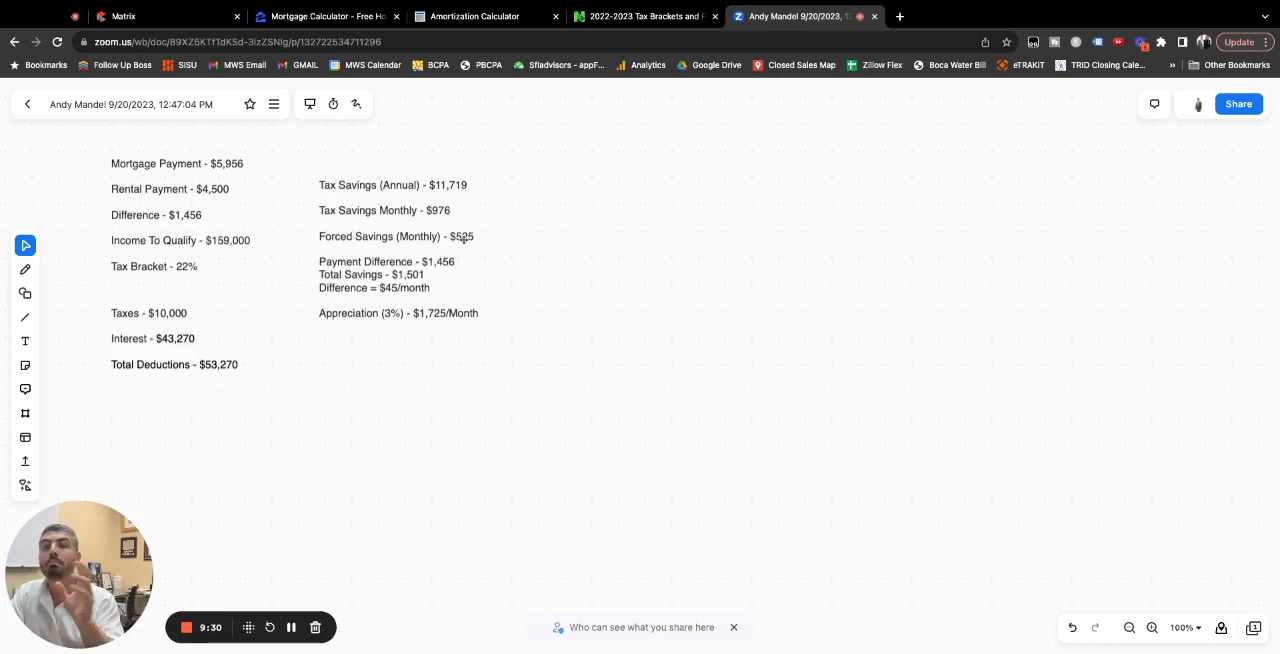 Matrix
Mortgage Calculator - Free Ho
Amortization Calculator
2022-2023 Tax Brackets and F
Andy Mandel 9/20/2023, 12:
zoom.us/wb/doc/89XZ5KTfTdKSd-3izZSNlg/p/132722534711296
Update
Bookmarks
Follow Up Boss
SISU
MWS Email
GMAIL
MWS Calendar
BCPA
PBCPA
Sfladvisors - appF...
Analytics
Google Drive
Closed Sales Map
Zillow Flex
Boca Water Bill
eTRAKiT
TRID Closing Cale...
»
Other Bookmarks
Andy Mandel 9/20/2023, 12:47:04 PM
Share
Mortgage Payment - $5,956
Rental Payment - $4,500
Difference - $1,456
Income To Qualify - $159,000
Tax Bracket - 22%
Taxes - $10,000
Interest - $43,270
Total Deductions - $53,270
Tax Savings (Annual) - $11,719
Tax Savings Monthly - $976
Forced Savings (Monthly) - $525
Payment Difference - $1,456
Total Savings - $1,501
Difference = $45/month
Appreciation (3%) - $1,725/Month
T
9:30
Who can see what you share here
100%
1